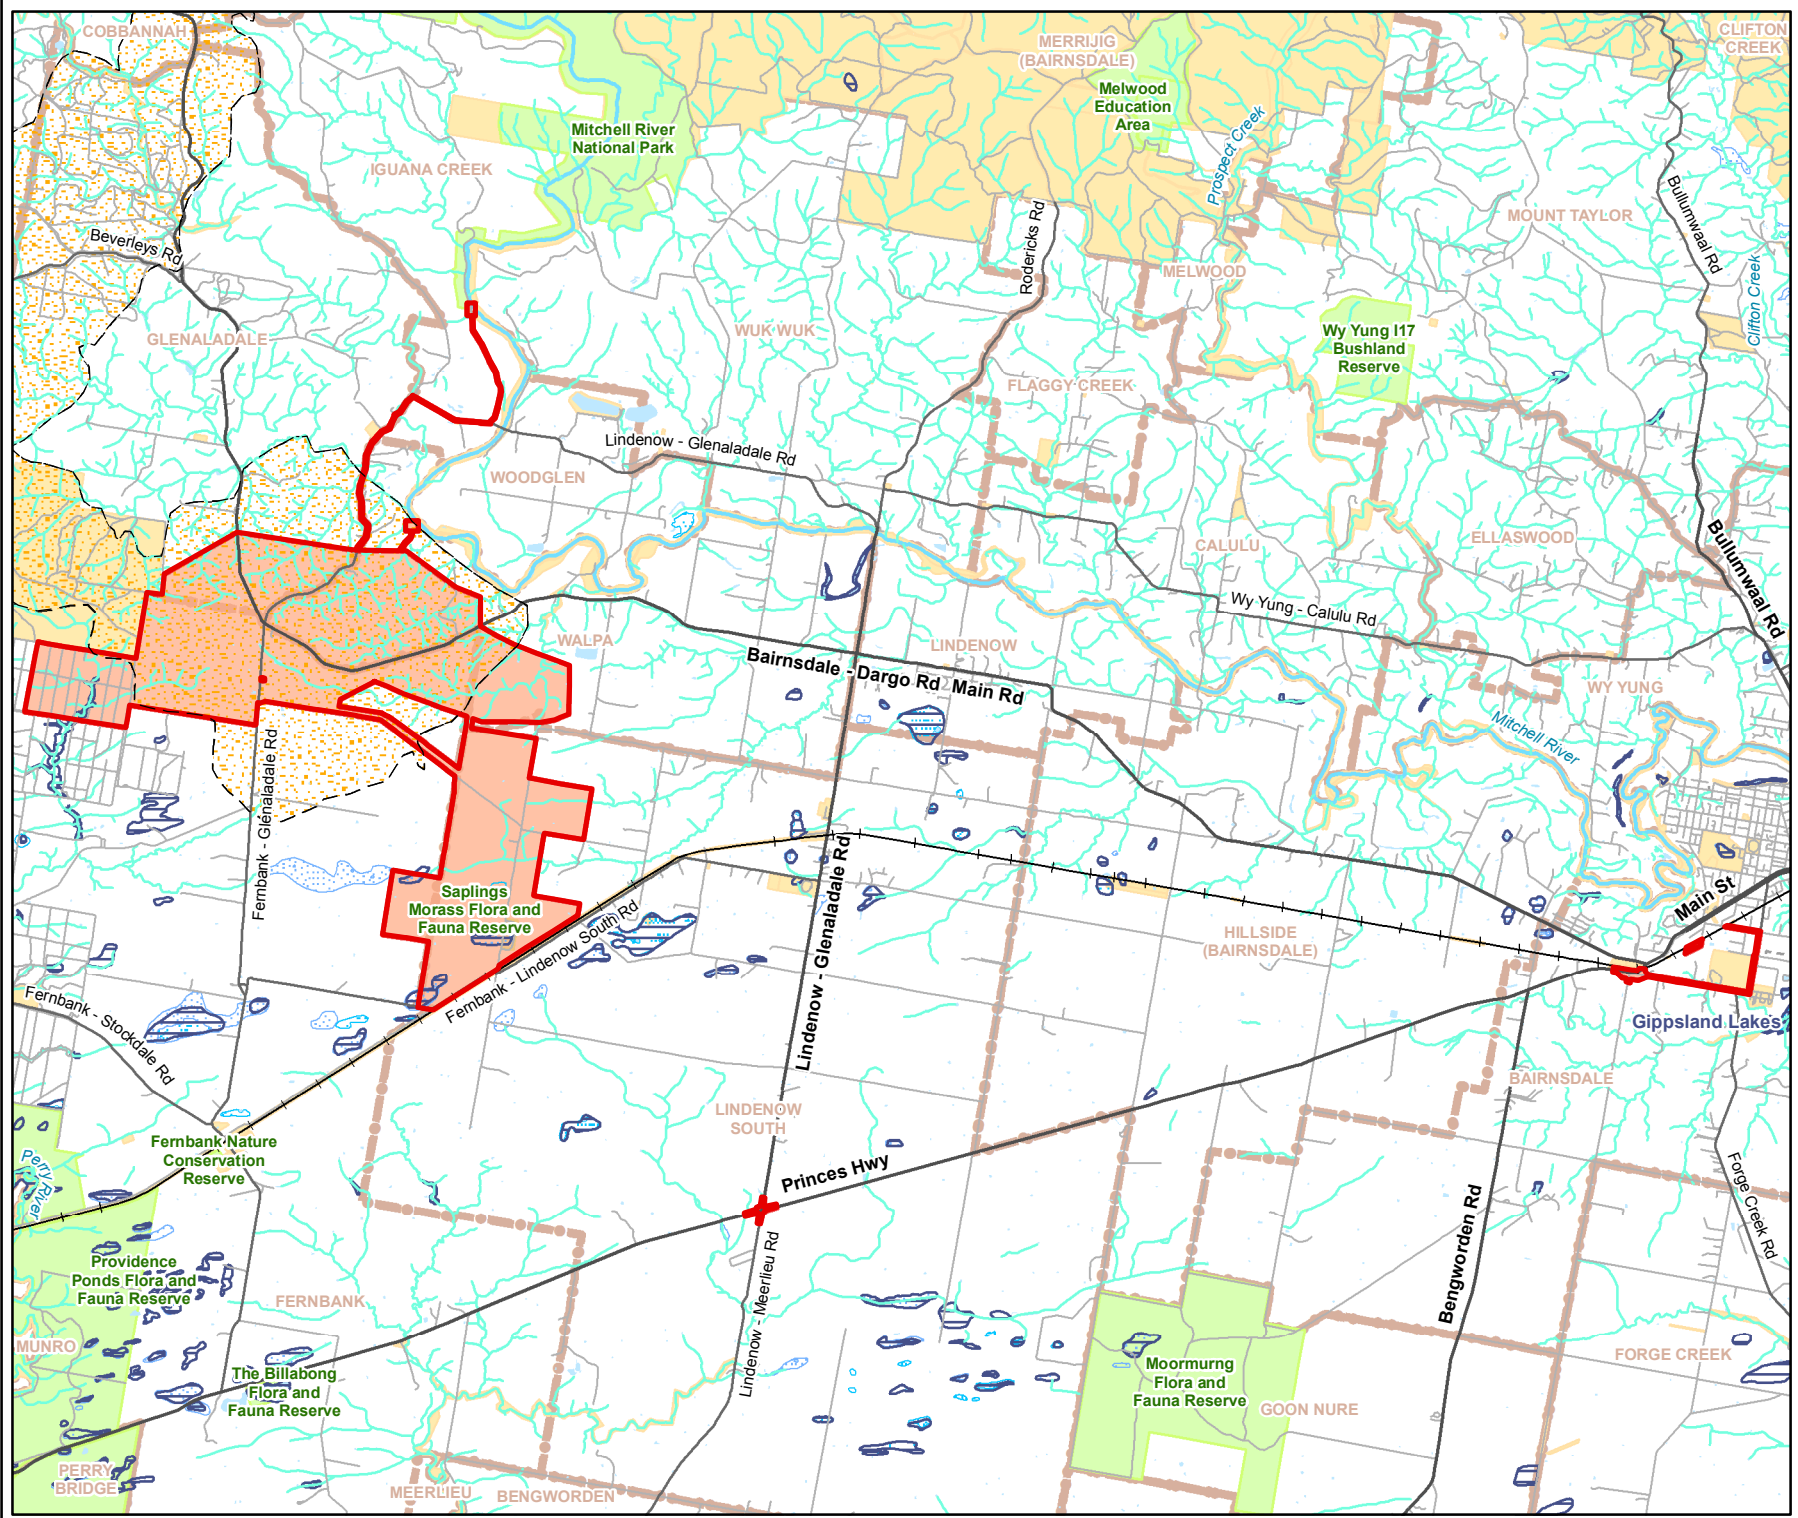 COBBANNAH
MERRIJIG
(BAIRNSDALE)
CLIFTON
CREEK
Melwood
Education
Area
Mitchell River
National Park
Prospect Creek
IGUANA CREEK
Bullumwaal Rd
MOUNT TAYLOR
Rodericks Rd
Beverleys Rd
MELWOOD
Clifton Creek
GLENALADALE
WUK WUK
Wy Yung I17
Bushland
Reserve
FLAGGY CREEK
Lindenow - Glenaladale Rd
WOODGLEN
CALULU
ELLASWOOD
Bullumwaal Rd
Wy Yung - Calulu Rd
WALPA
LINDENOW
Bairnsdale - Dargo Rd
Main Rd
WY YUNG
Mitchell River
Fernbank - Glenaladale Rd
Lindenow - Glenaladale Rd
Saplings
Morass Flora and
Fauna Reserve
Main St
Fernbank - Lindenow South Rd
HILLSIDE
(BAIRNSDALE)
Fernbank - Stockdale Rd
Gippsland Lakes
BAIRNSDALE
LINDENOW
SOUTH
Fernbank Nature
Conservation
Reserve
Perry River
Princes Hwy
Forge Creek Rd
Bengworden Rd
Lindenow - Meerlieu Rd
Providence
Ponds Flora and
Fauna Reserve
FERNBANK
MUNRO
FORGE CREEK
The Billabong
Flora and
Fauna Reserve
Moormurng
Flora and
Fauna Reserve
GOON NURE
PERRY
BRIDGE
MEERLIEU
BENGWORDEN